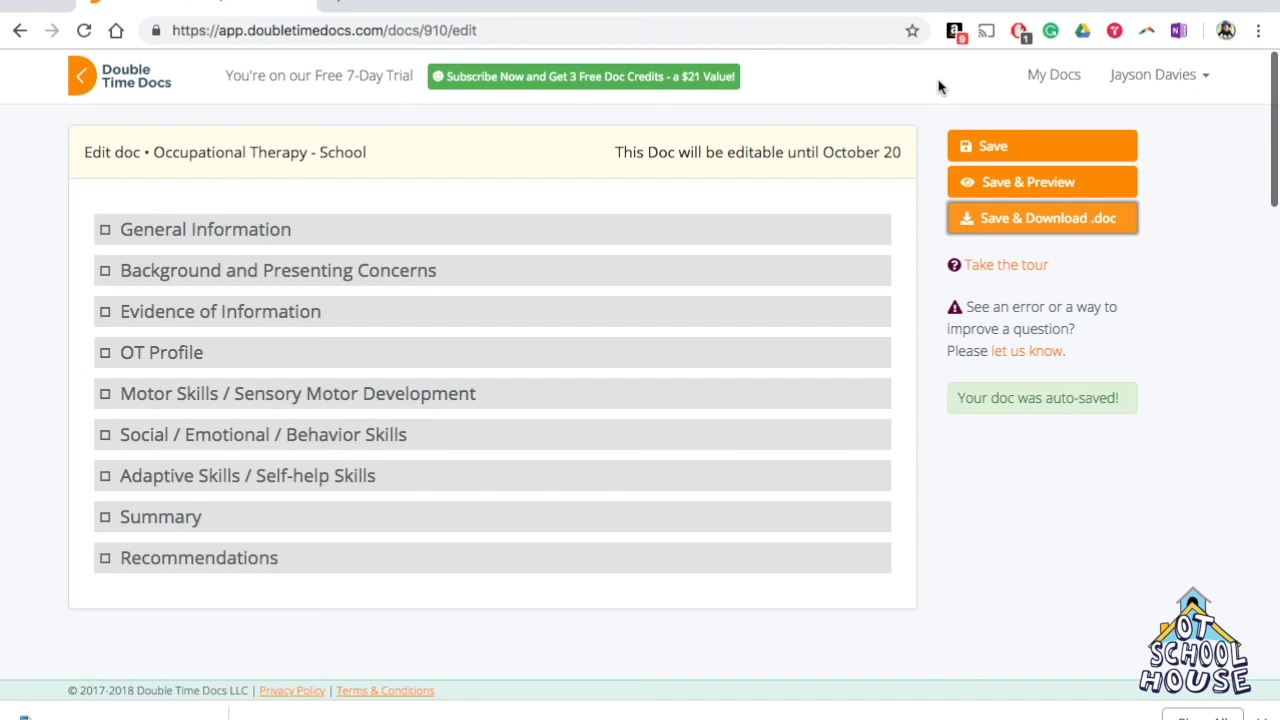 https://app.doubletimedocs.com/docs/910/edit
9
1
Double
Time Docs
You're on our Free 7-Day Trial
Subscribe Now and Get 3 Free Doc Credits - a $21 Value!
My Docs
Jayson Davies
Edit doc • Occupational Therapy - School
This Doc will be editable until October 20
Save
Save & Preview
Save & Download .doc
General Information
Background and Presenting Concerns
Evidence of Information
OT Profile
Motor Skills / Sensory Motor Development
Social / Emotional / Behavior Skills
Adaptive Skills / Self-help Skills
Summary
Recommendations
Take the tour
See an error or a way to
improve a question?
Please let us know.
Your doc was auto-saved!
OT
SCHOOL
HOUSE
© 2017-2018 Double Time Docs LLC | Privacy Policy | Terms & Conditions